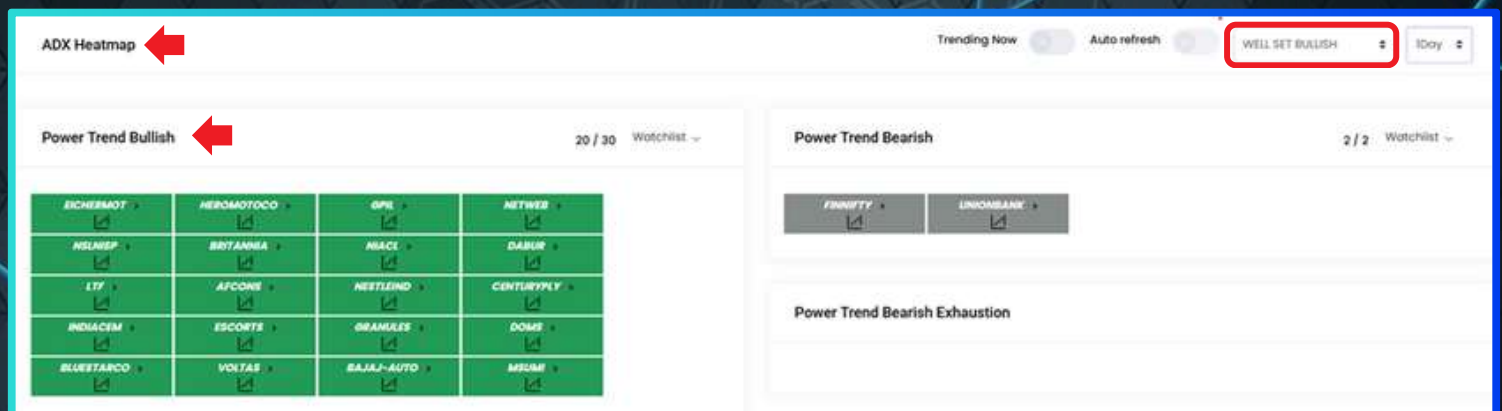 ADX Heatmap
Trending Now Auto refresh WELL SET BULLISH 1Day
Power Trend Bullish 20 / 30 Watchlist
EICHERMOT HEROMOTOCO GPIL NETWEB
NSLNISP BRITANNIA NIACL DABUR
LTF AFCONS NESTLEIND CENTURYPLY
INDIACEM ESCORTS GRANULES DOMS
BLUESTARCO VOLTAS BAJAJ-AUTO MSUMI
Power Trend Bearish 2 / 2 Watchlist
FINNIFTY UNIONBANK
Power Trend Bearish Exhaustion